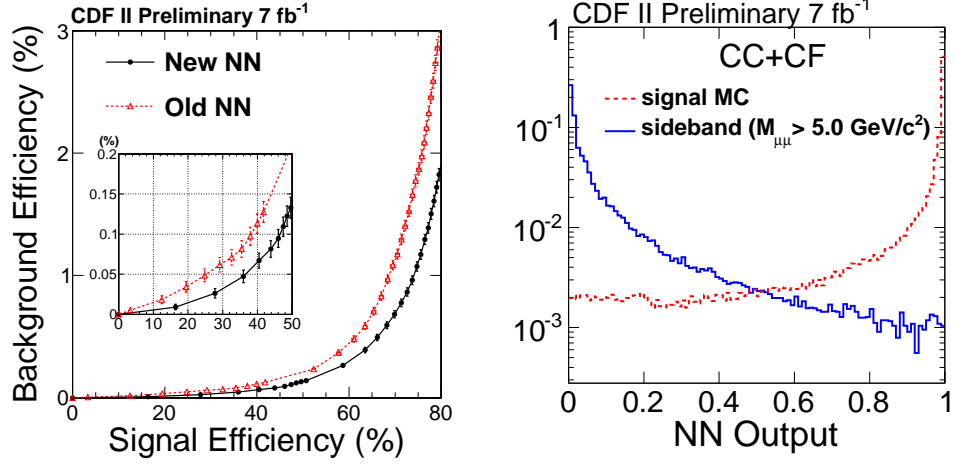 CDF II Preliminary 7 fb⁻¹
Background Efficiency (%)
3
2
1
0
New NN
Old NN
(%)
0.2
0.15
0.1
0.05
0
0 10 20 30 40 50
0 20 40 60 80
Signal Efficiency (%)
CDF II Preliminary 7 fb⁻¹
1
10⁻¹
10⁻²
10⁻³
CC+CF
signal MC
sideband (M_μμ > 5.0 GeV/c²)
0 0.2 0.4 0.6 0.8 1
NN Output